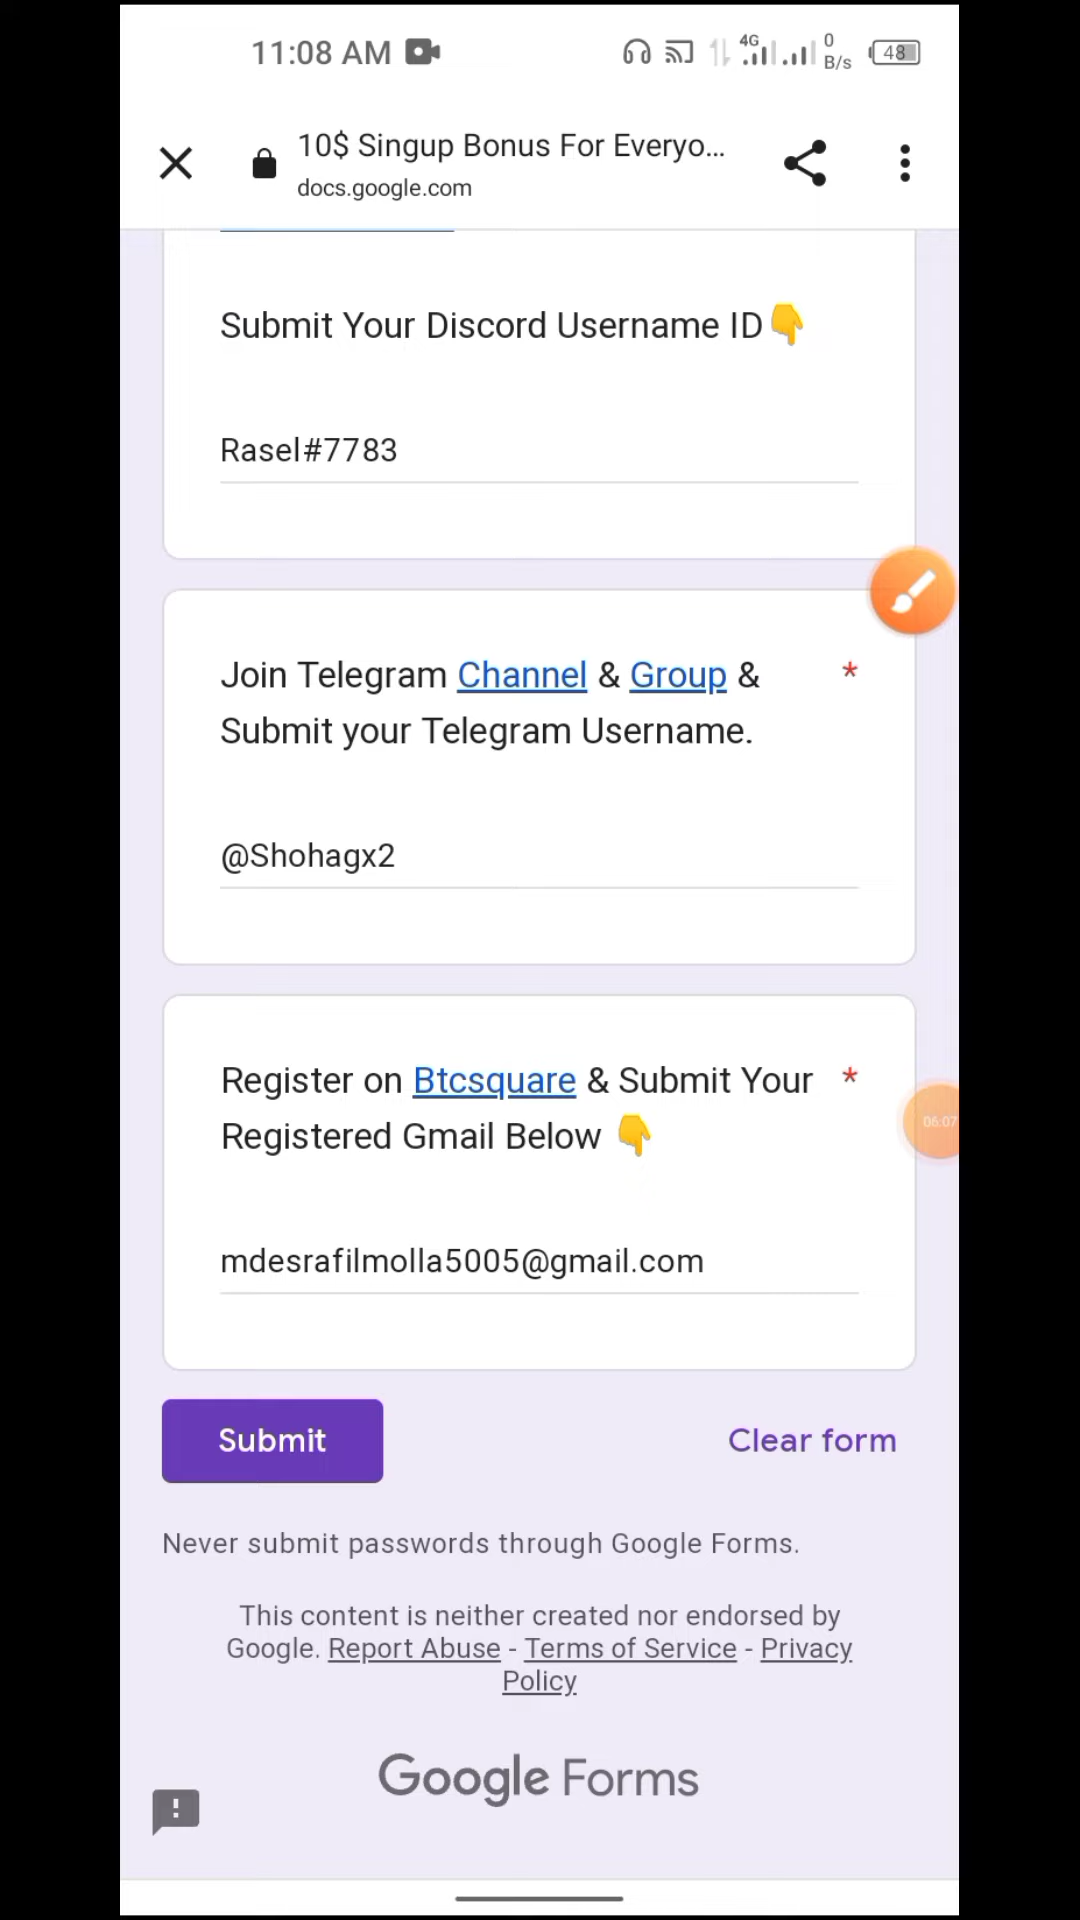 11:08 AM
4G
0
B/s
48
10$ Singup Bonus For Everyo...
docs.google.com
Submit Your Discord Username ID👇
Rasel#7783
Join Telegram Channel & Group & *
Submit your Telegram Username.
@Shohagx2
Register on Btcsquare & Submit Your *
Registered Gmail Below 👇
06:07
mdesrafilmolla5005@gmail.com
Submit
Clear form
Never submit passwords through Google Forms.
This content is neither created nor endorsed by
Google. Report Abuse - Terms of Service - Privacy
Policy
Google Forms